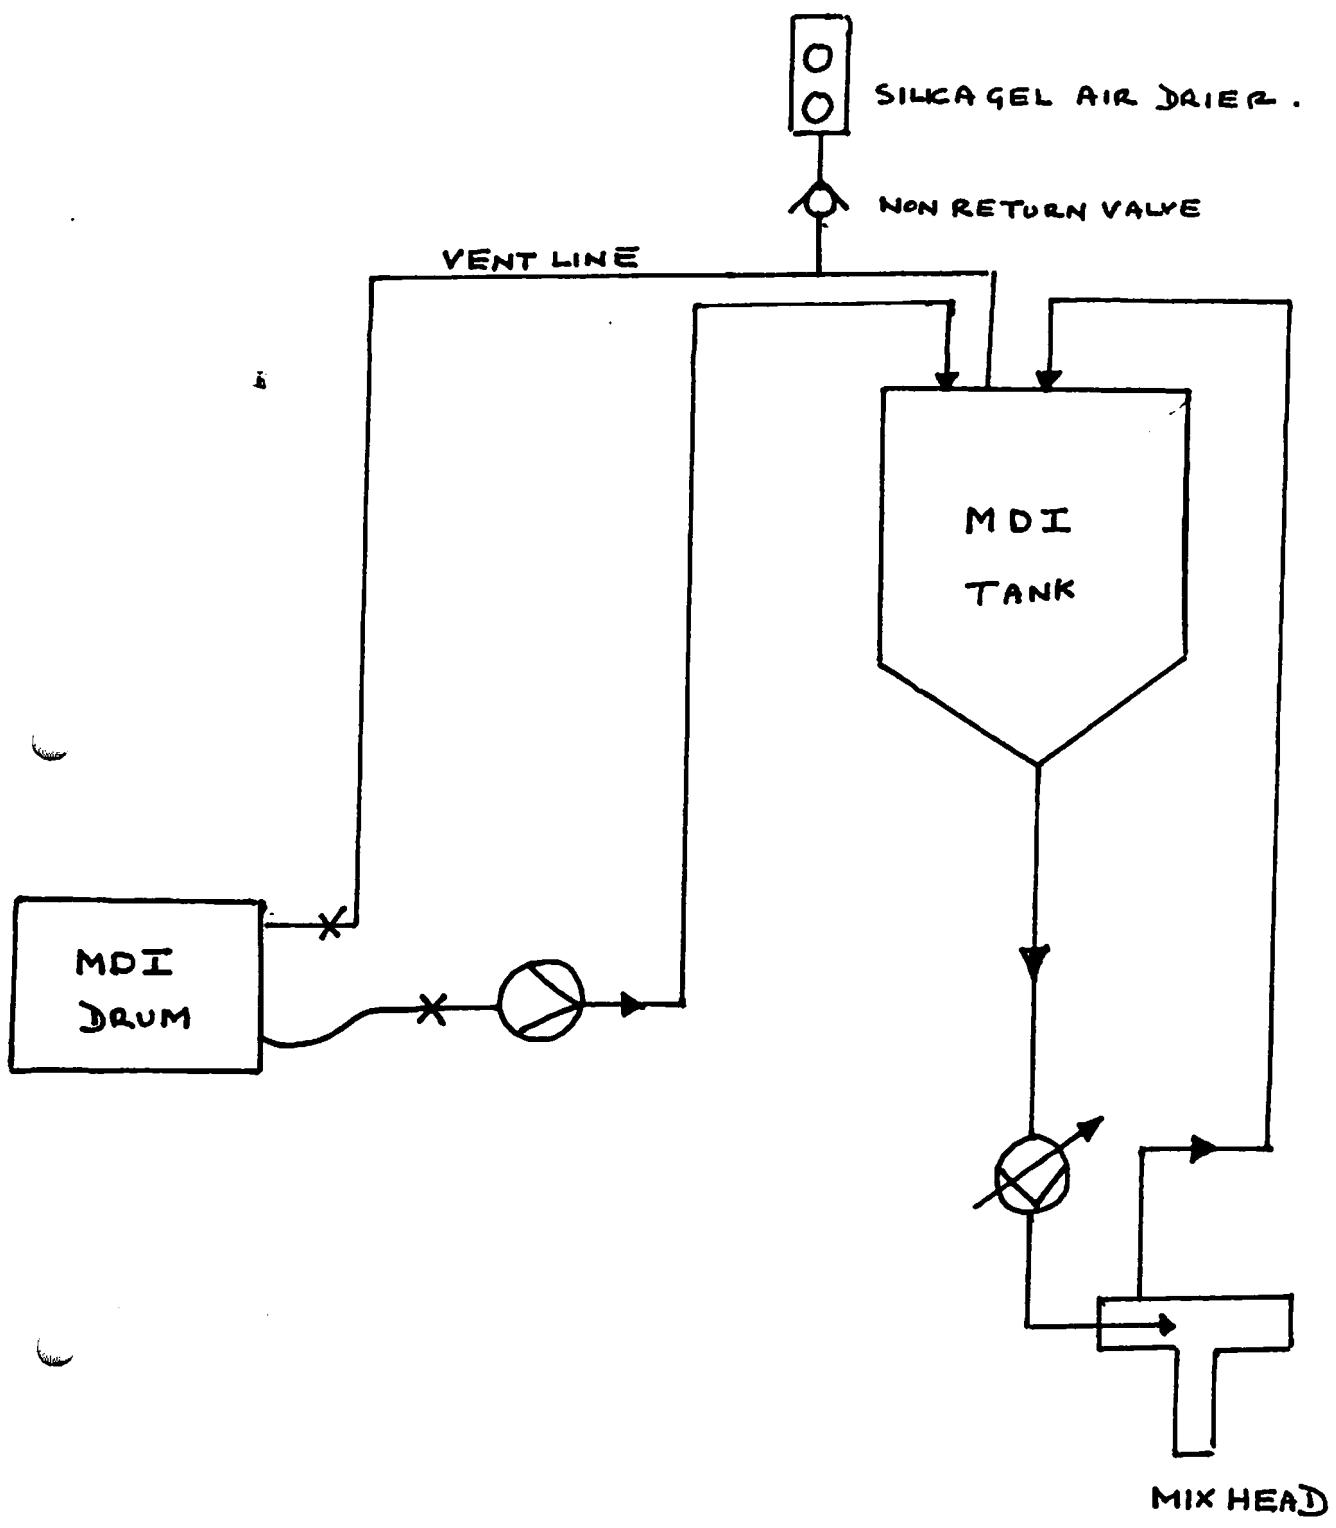 SILICA GEL AIR DRIER.
NON RETURN VALVE
VENT LINE
MDI
TANK
MDI
DRUM
MIX HEAD